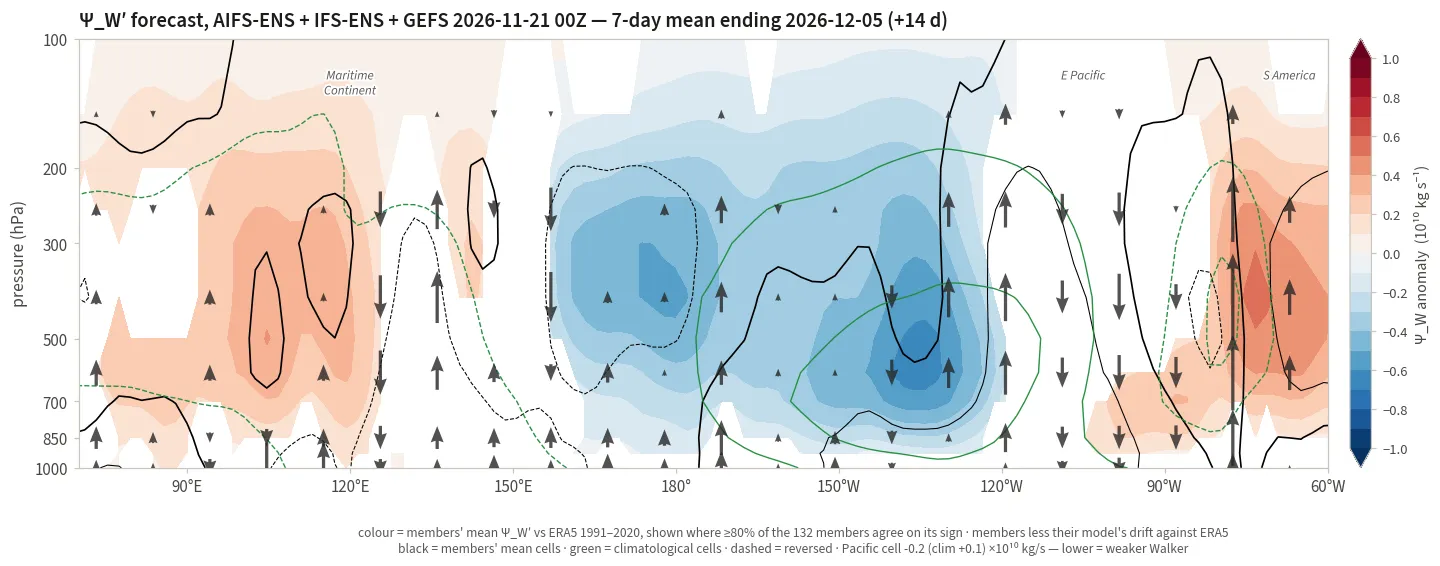 Ψ_W′ forecast, AIFS-ENS + IFS-ENS + GEFS 2026-11-21 00Z — 7-day mean ending 2026-12-05 (+14 d)
100
200
300
400
500
700
850
1000
pressure (hPa)
Maritime
Continent
E Pacific
S America
90°E
120°E
150°E
180°
150°W
120°W
90°W
60°W
1.0
0.8
0.6
0.4
0.2
0.0
−0.2
−0.4
−0.6
−0.8
−1.0
Ψ_W anomaly (10¹⁰ kg s⁻¹)
colour = members' mean Ψ_W′ vs ERA5 1991–2020, shown where ≥80% of the 132 members agree on its sign · members less their model's drift against ERA5
black = members' mean cells · green = climatological cells · dashed = reversed · Pacific cell -0.2 (clim +0.1) ×10¹⁰ kg/s — lower = weaker Walker